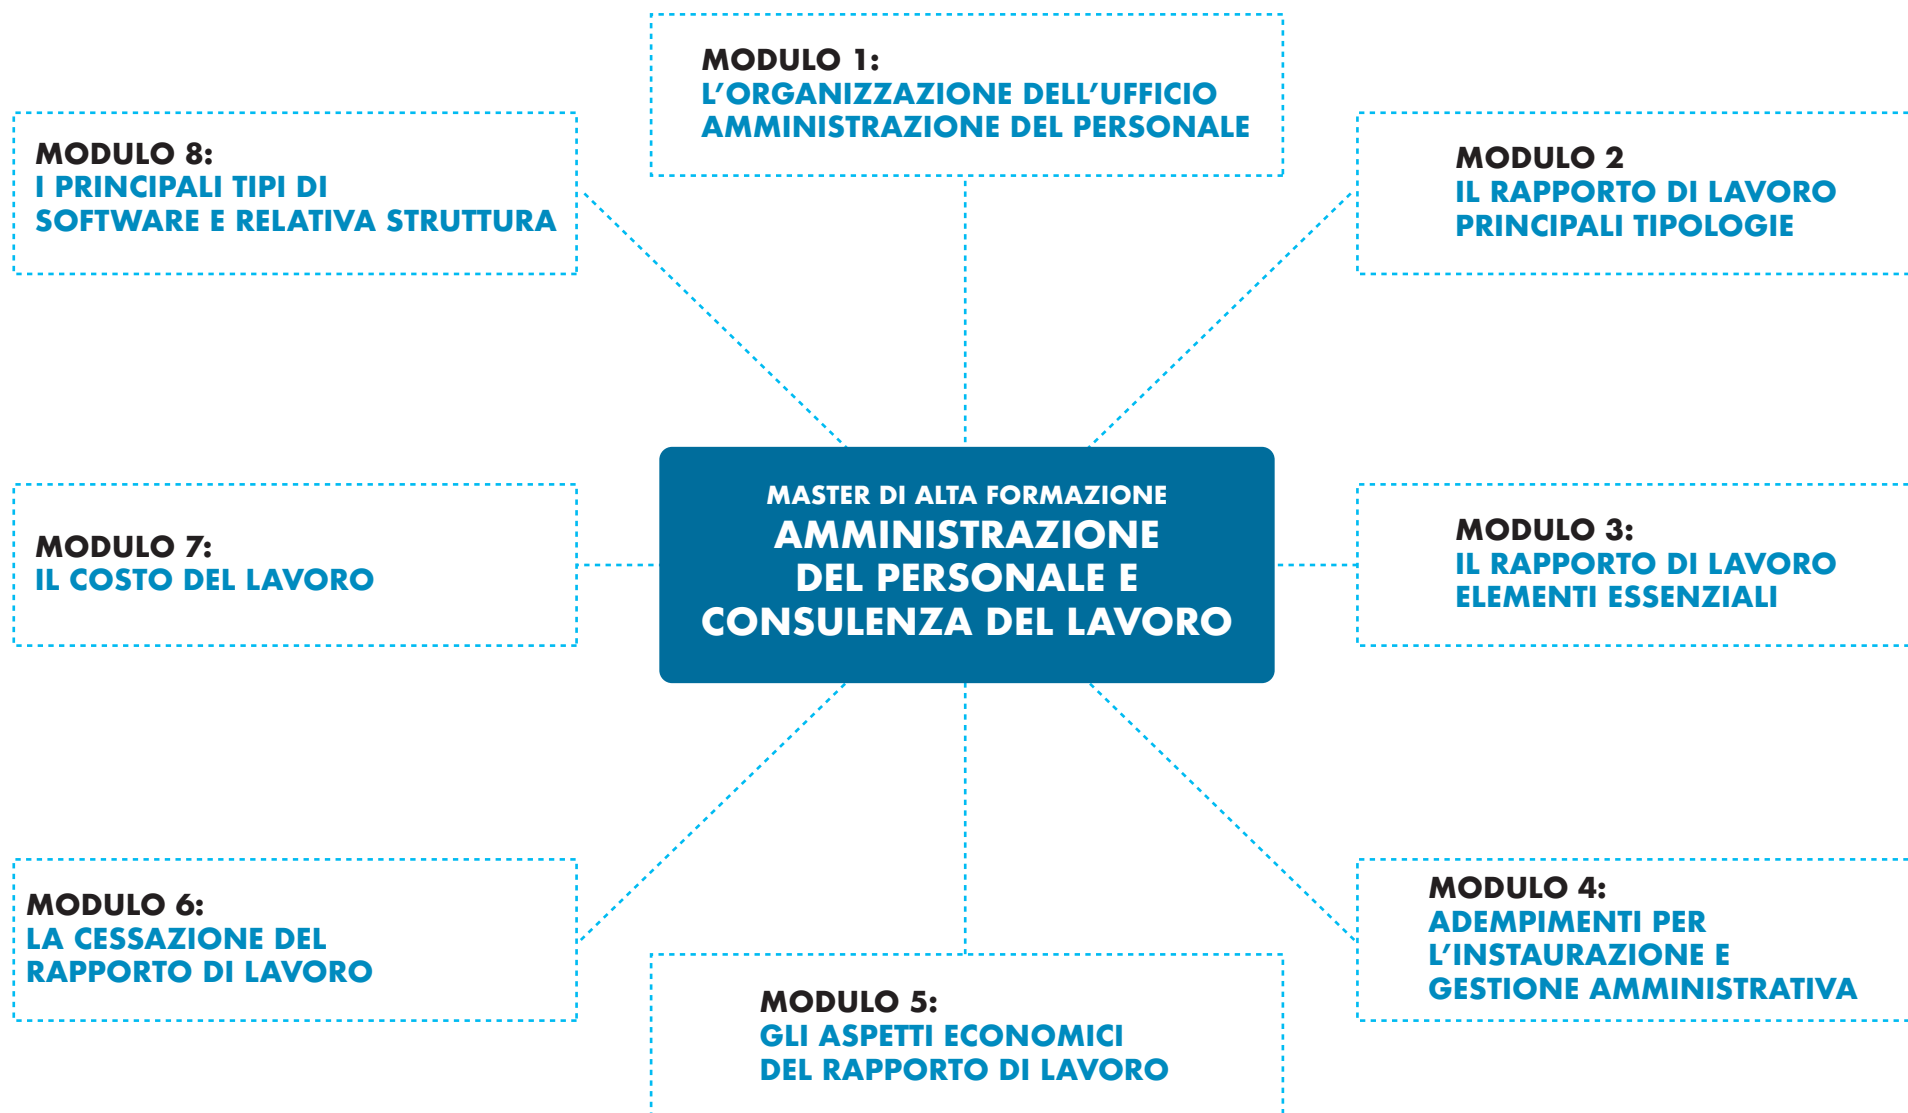 MODULO 1:
L’ORGANIZZAZIONE DELL’UFFICIO
AMMINISTRAZIONE DEL PERSONALE
MODULO 8:
I PRINCIPALI TIPI DI
SOFTWARE E RELATIVA STRUTTURA
MODULO 2
IL RAPPORTO DI LAVORO
PRINCIPALI TIPOLOGIE
MASTER DI ALTA FORMAZIONE
AMMINISTRAZIONE
DEL PERSONALE E
CONSULENZA DEL LAVORO
MODULO 7:
IL COSTO DEL LAVORO
MODULO 3:
IL RAPPORTO DI LAVORO
ELEMENTI ESSENZIALI
MODULO 6:
LA CESSAZIONE DEL
RAPPORTO DI LAVORO
MODULO 4:
ADEMPIMENTI PER
L’INSTAURAZIONE E
GESTIONE AMMINISTRATIVA
MODULO 5:
GLI ASPETTI ECONOMICI
DEL RAPPORTO DI LAVORO